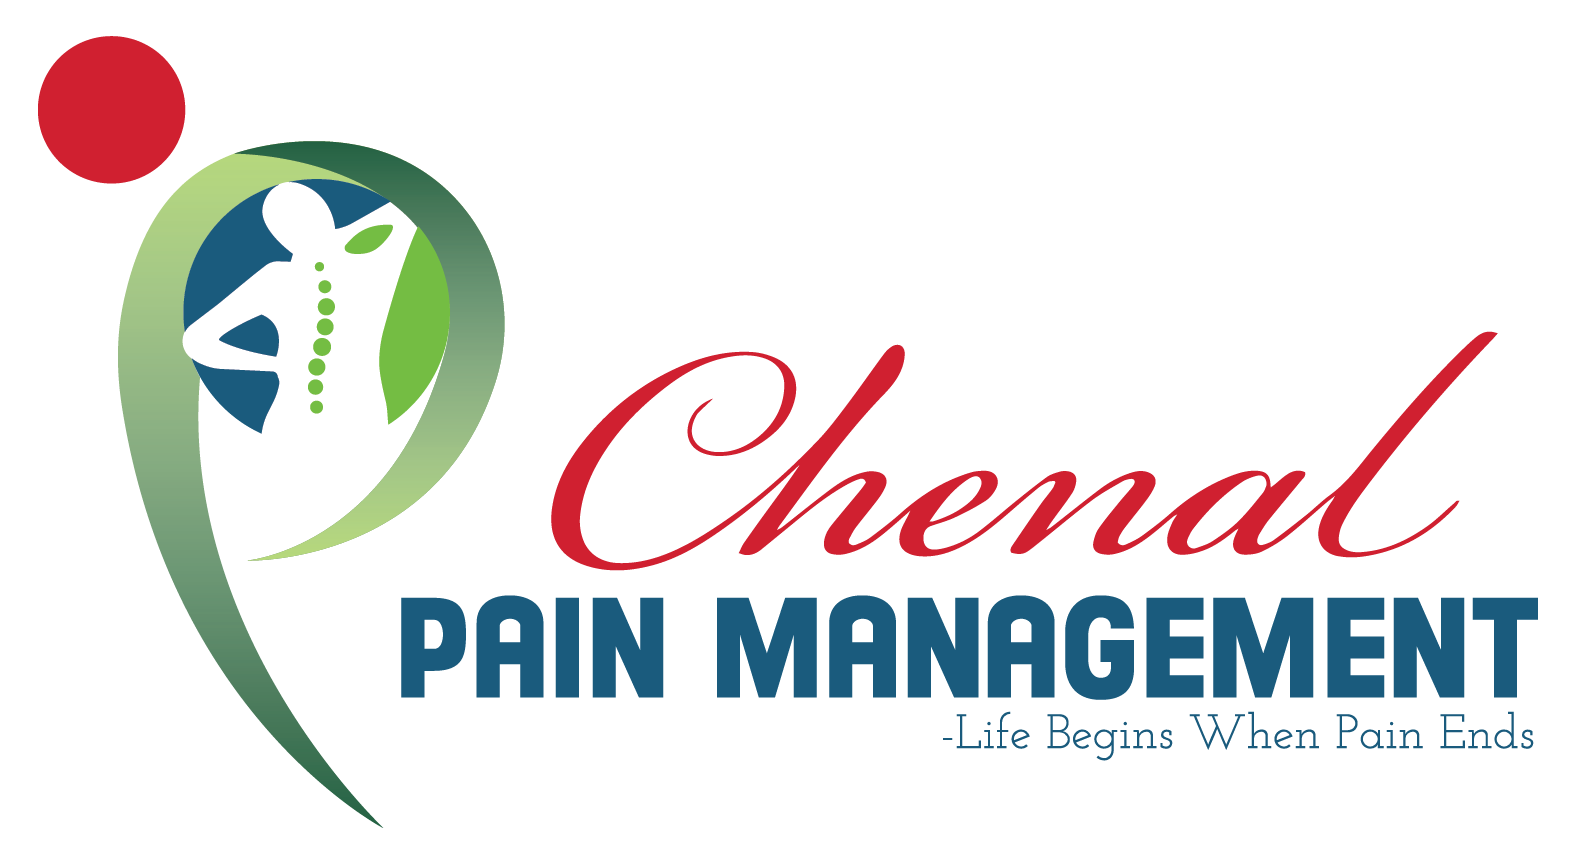 Chenal
PAIN MANAGEMENT
-Life Begins When Pain Ends